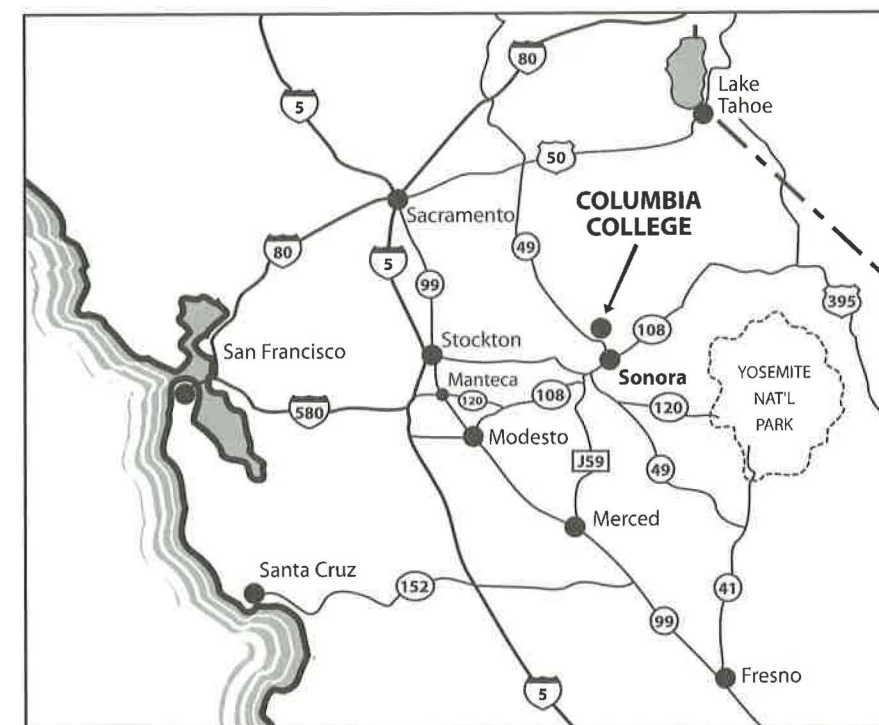 80
5
Lake
Tahoe
50
COLUMBIA
COLLEGE
Sacramento
80
5
49
99
395
108
San Francisco
Stockton
Sonora
YOSEMITE
NAT'L
PARK
Manteca
120
108
120
580
Modesto
J59
49
Merced
Santa Cruz
152
41
99
Fresno
5